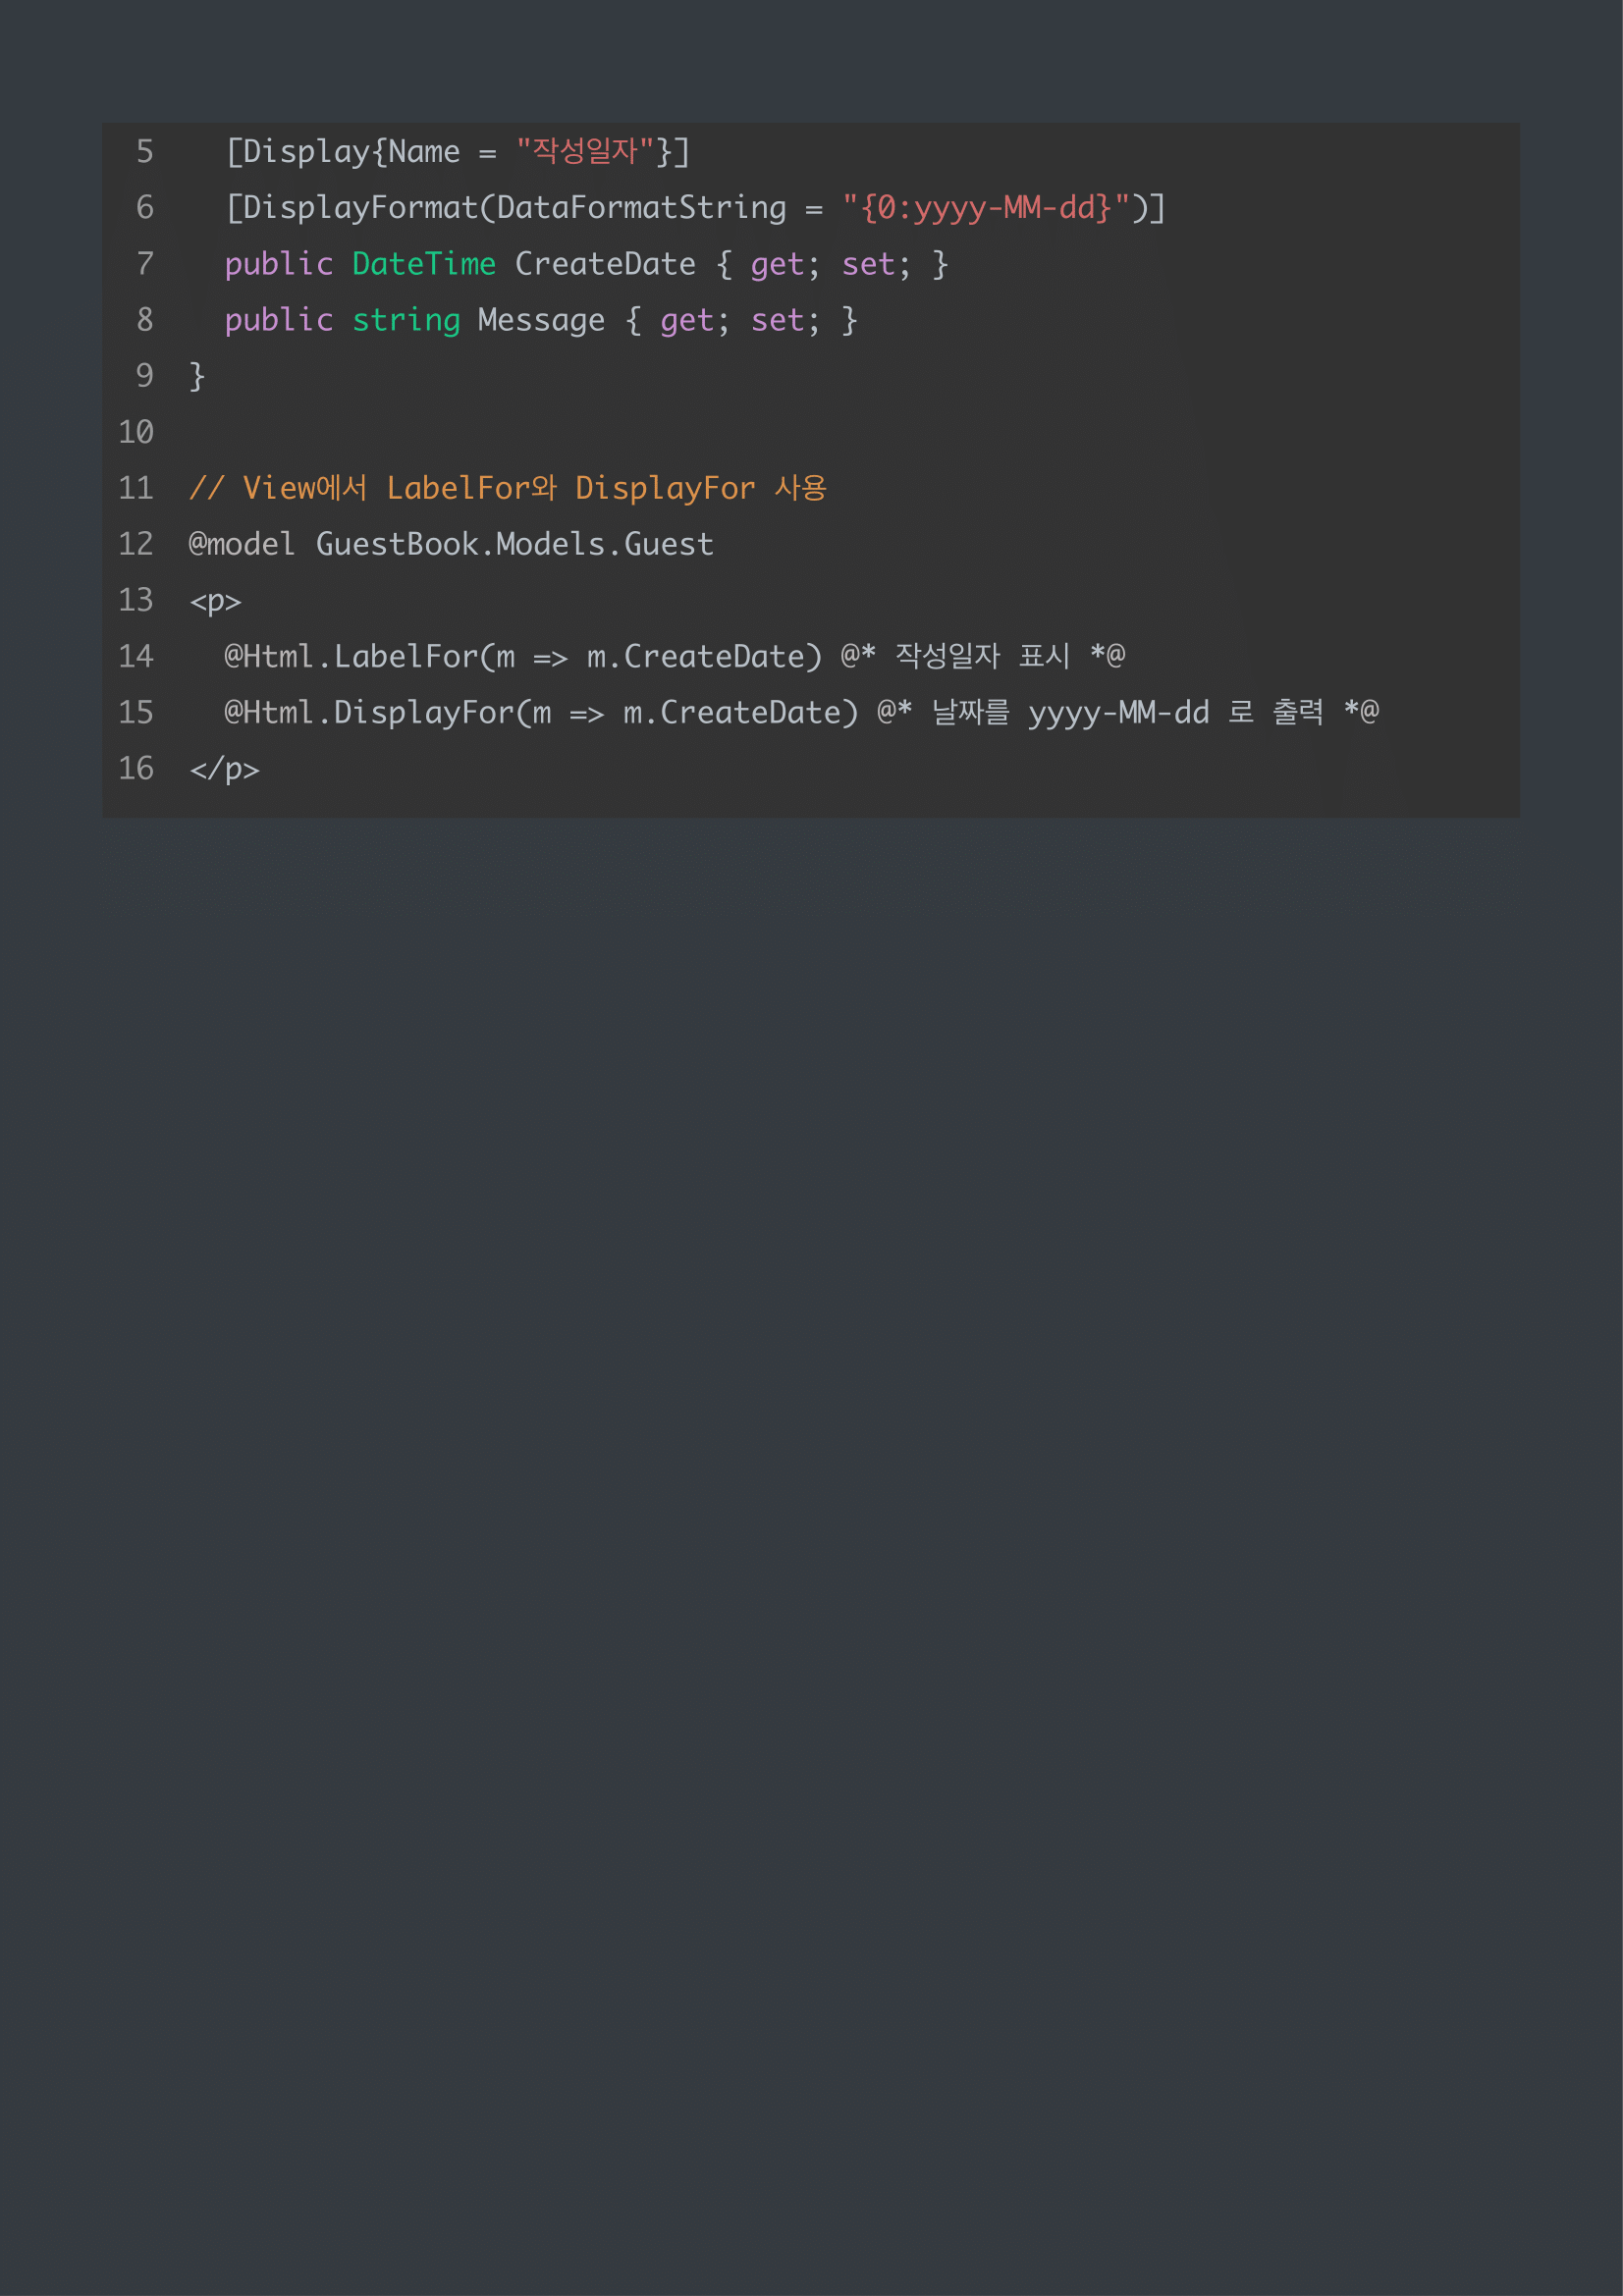 5 [Display{Name = "작성일자"}]
6 [DisplayFormat(DataFormatString = "{0:yyyy-MM-dd}")]
7 public DateTime CreateDate { get; set; }
8 public string Message { get; set; }
9 }
10
11 // View에서 LabelFor와 DisplayFor 사용
12 @model GuestBook.Models.Guest
13 <p>
14 @Html.LabelFor(m => m.CreateDate) @* 작성일자 표시 *@
15 @Html.DisplayFor(m => m.CreateDate) @* 날짜를 yyyy-MM-dd 로 출력 *@
16 </p>